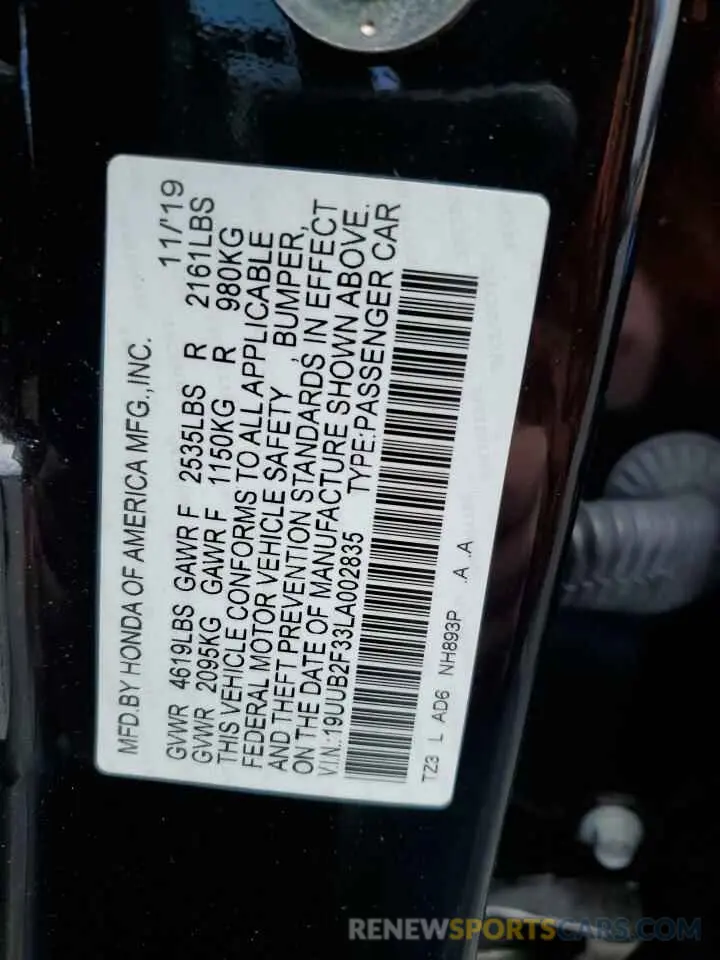 MFD.BY HONDA OF AMERICA MFG.,INC. 11/'19
GVWR 4619LBS GAWR F 2535LBS R 2161LBS
GVWR 2095KG GAWR F 1150KG R 980KG
THIS VEHICLE CONFORMS TO ALL APPLICABLE
FEDERAL MOTOR VEHICLE SAFETY , BUMPER,
AND THEFT PREVENTION STANDARDS IN EFFECT
ON THE DATE OF MANUFACTURE SHOWN ABOVE.
V.I.N.:19UUB2F33LA002835 TYPE:PASSENGER CAR
TZ3 L AD6 NH893P .A .A
RENEWSPORTSCARS.COM